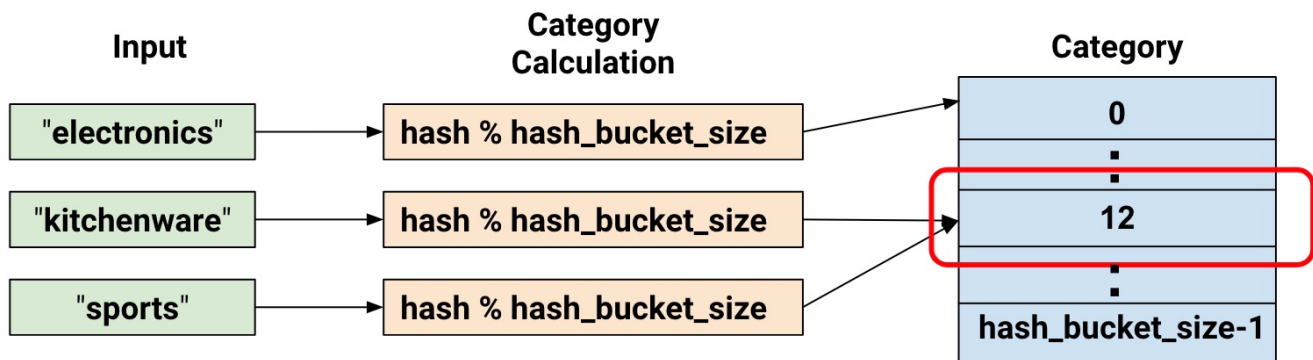 Input
Category
Calculation
Category
"electronics"
hash % hash_bucket_size
0
"kitchenware"
hash % hash_bucket_size
12
"sports"
hash % hash_bucket_size
hash_bucket_size-1